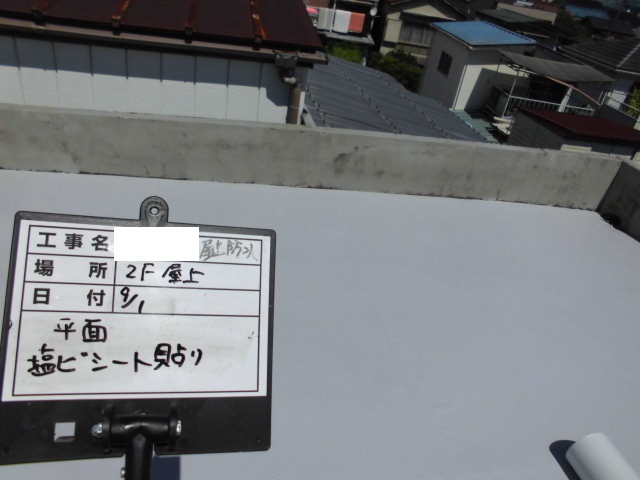 工事名 屋上防水
場所 2F 屋上
日付 9/1
平面
塩ビシート貼り